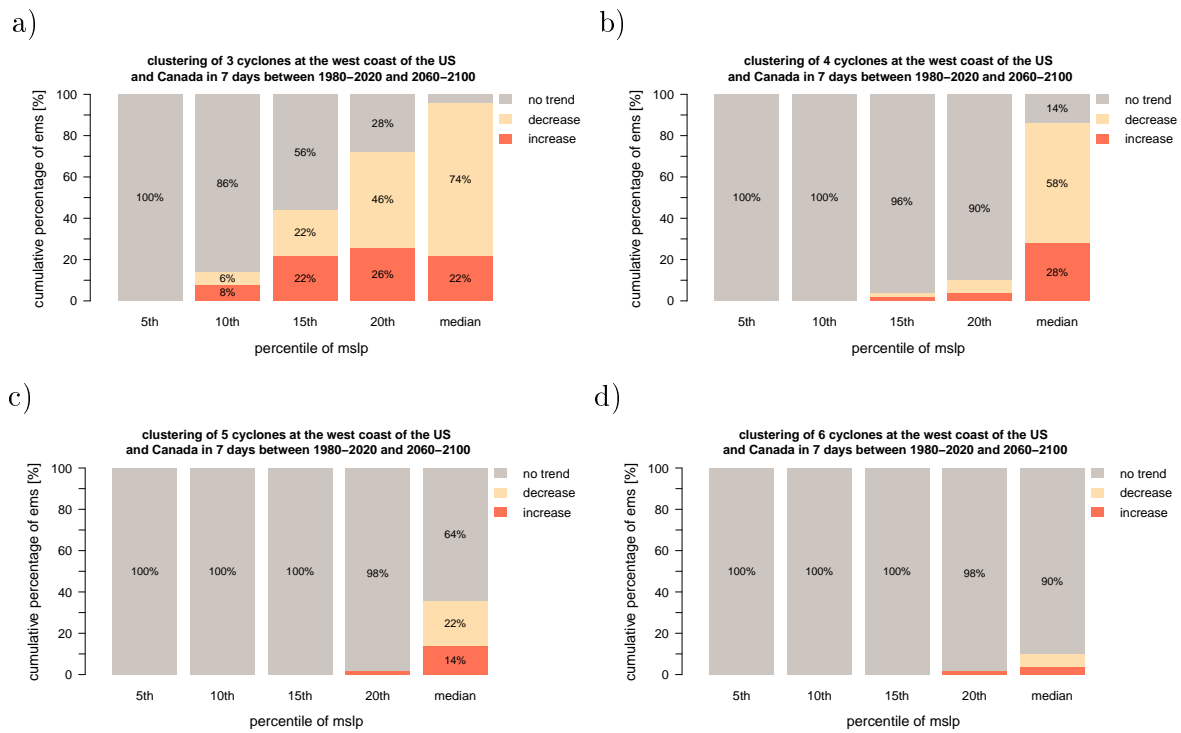 a)
clustering of 3 cyclones at the west coast of the US
and Canada in 7 days between 1980–2020 and 2060–2100
cumulative percentage of ems [%]
100
80
60
40
20
0
100%
86%
6%
8%
56%
22%
22%
28%
46%
26%
74%
22%
no trend
decrease
increase
5th 10th 15th 20th median
percentile of mslp
b)
clustering of 4 cyclones at the west coast of the US
and Canada in 7 days between 1980–2020 and 2060–2100
cumulative percentage of ems [%]
100
80
60
40
20
0
100%
100%
96%
90%
14%
58%
28%
no trend
decrease
increase
5th 10th 15th 20th median
percentile of mslp
c)
clustering of 5 cyclones at the west coast of the US
and Canada in 7 days between 1980–2020 and 2060–2100
cumulative percentage of ems [%]
100
80
60
40
20
0
100%
100%
100%
98%
64%
22%
14%
no trend
decrease
increase
5th 10th 15th 20th median
percentile of mslp
d)
clustering of 6 cyclones at the west coast of the US
and Canada in 7 days between 1980–2020 and 2060–2100
cumulative percentage of ems [%]
100
80
60
40
20
0
100%
100%
100%
98%
90%
no trend
decrease
increase
5th 10th 15th 20th median
percentile of mslp